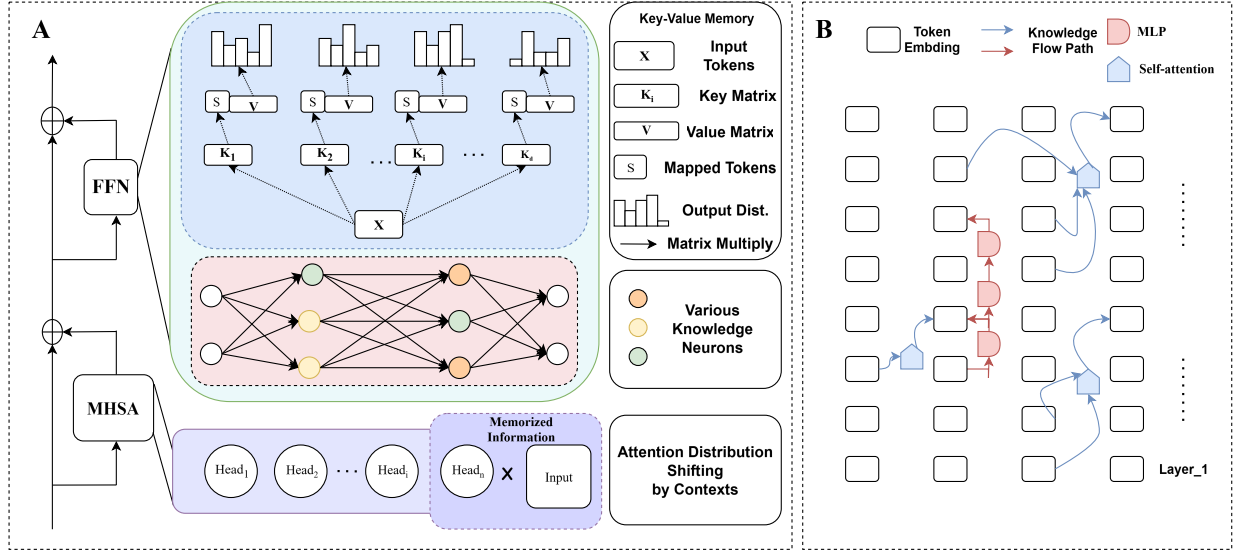 A
FFN
MHSA
S
V
S
V
S
V
S
V
K1
K2
...
Ki
...
Kd
X
Key-Value Memory
X
Input
Tokens
Ki
Key Matrix
V
Value Matrix
S
Mapped Tokens
Output Dist.
Matrix Multiply
Various
Knowledge
Neurons
Memorized
Information
Head1
Head2
...
Headi
Headn
X
Input
Attention Distribution
Shifting
by Contexts
B
Token
Embding
Knowledge
Flow Path
MLP
Self-attention
Layer_1